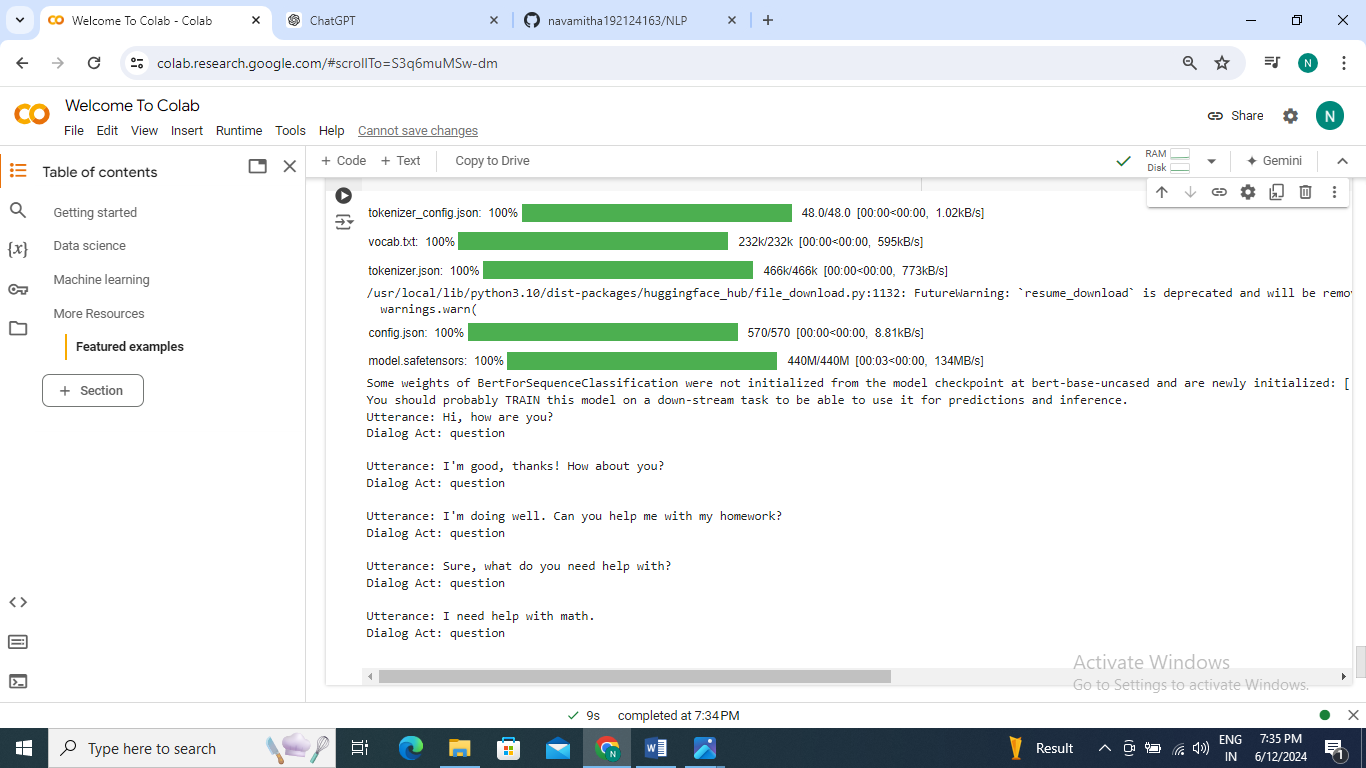 Welcome To Colab - Colab
ChatGPT
navamitha192124163/NLP
colab.research.google.com/#scrollTo=S3q6muMSw-dm
N
Welcome To Colab
File Edit View Insert Runtime Tools Help Cannot save changes
Share
N
Table of contents
+ Code + Text Copy to Drive
RAM
Disk
Gemini
Getting started
Data science
Machine learning
More Resources
Featured examples
+ Section
{x}
tokenizer_config.json: 100% 48.0/48.0 [00:00<00:00, 1.02kB/s]
vocab.txt: 100% 232k/232k [00:00<00:00, 595kB/s]
tokenizer.json: 100% 466k/466k [00:00<00:00, 773kB/s]
/usr/local/lib/python3.10/dist-packages/huggingface_hub/file_download.py:1132: FutureWarning: `resume_download` is deprecated and will be remo
warnings.warn(
config.json: 100% 570/570 [00:00<00:00, 8.81kB/s]
model.safetensors: 100% 440M/440M [00:03<00:00, 134MB/s]
Some weights of BertForSequenceClassification were not initialized from the model checkpoint at bert-base-uncased and are newly initialized: [
You should probably TRAIN this model on a down-stream task to be able to use it for predictions and inference.
Utterance: Hi, how are you?
Dialog Act: question
Utterance: I'm good, thanks! How about you?
Dialog Act: question
Utterance: I'm doing well. Can you help me with my homework?
Dialog Act: question
Utterance: Sure, what do you need help with?
Dialog Act: question
Utterance: I need help with math.
Dialog Act: question
Activate Windows
Go to Settings to activate Windows.
9s completed at 7:34 PM
Type here to search
Result
ENG
IN
7:35 PM
6/12/2024
1